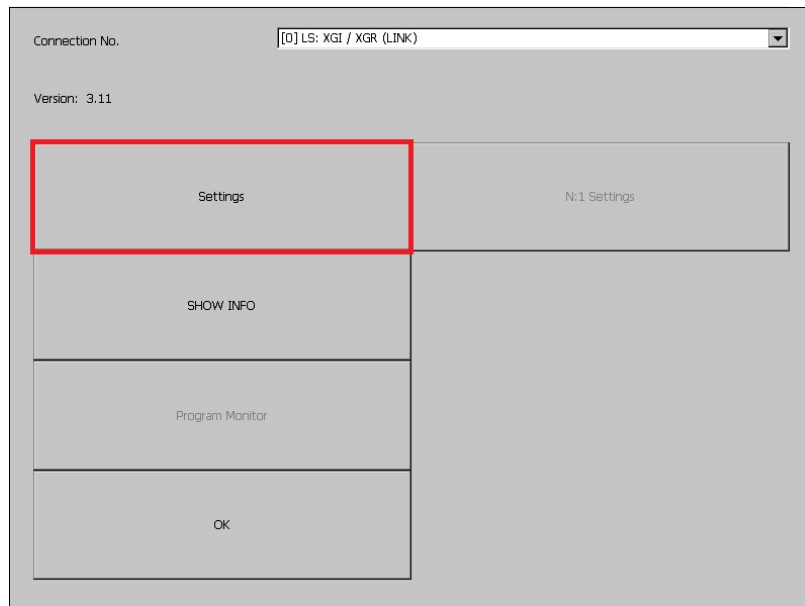 Connection No.
[0] LS: XGI / XGR (LINK)
Version: 3.11
Settings
N:1 Settings
SHOW INFO
Program Monitor
OK